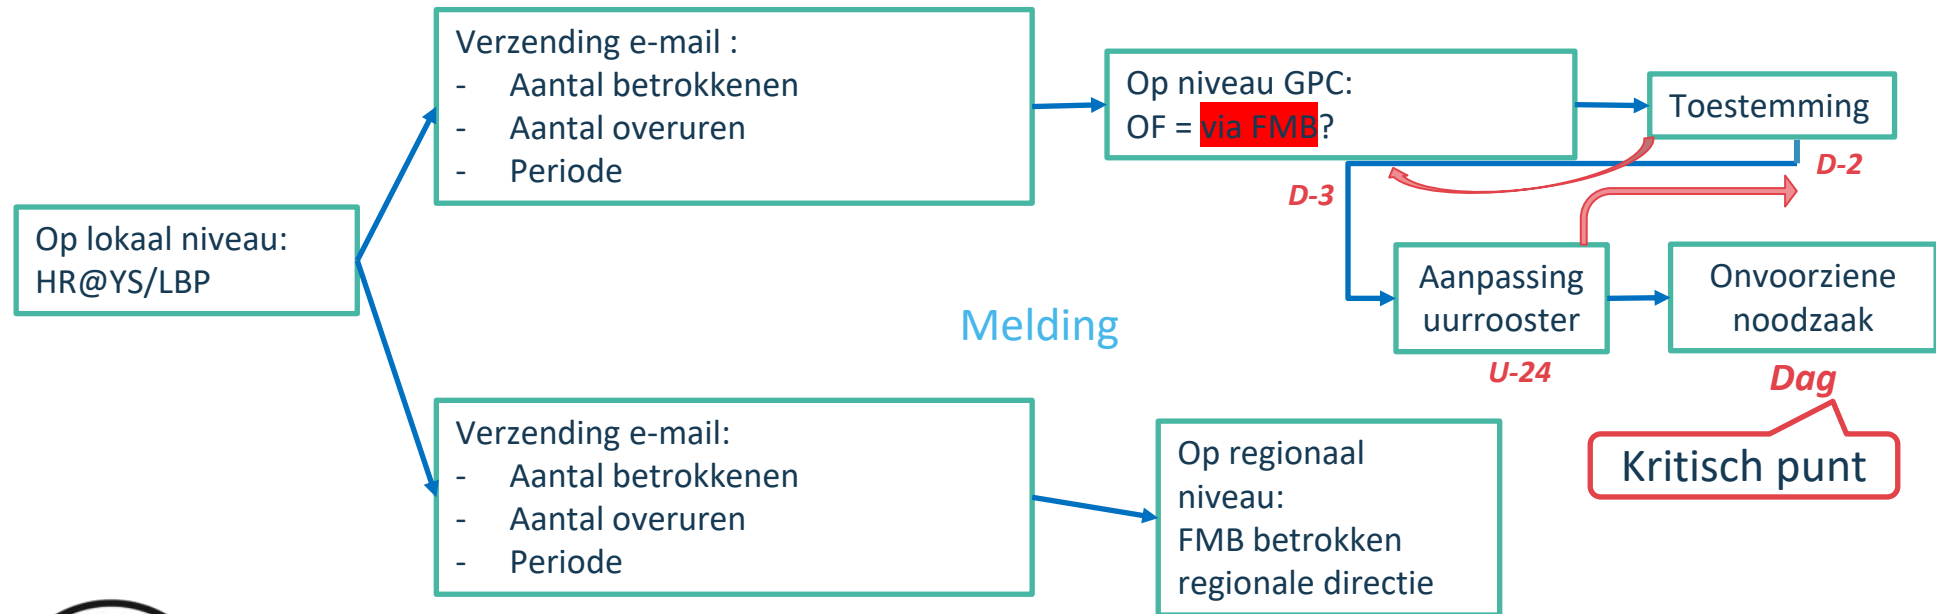 Verzending e-mail :
- Aantal betrokkenen
- Aantal overuren
- Periode
Op niveau GPC:
OF = via FMB?
Toestemming
D-2
D-3
Op lokaal niveau:
HR@YS/LBP
Aanpassing
uurrooster
U-24
Onvoorziene
noodzaak
Dag
Kritisch punt
Melding
Verzending e-mail:
- Aantal betrokkenen
- Aantal overuren
- Periode
Op regionaal
niveau:
FMB betrokken
regionale directie